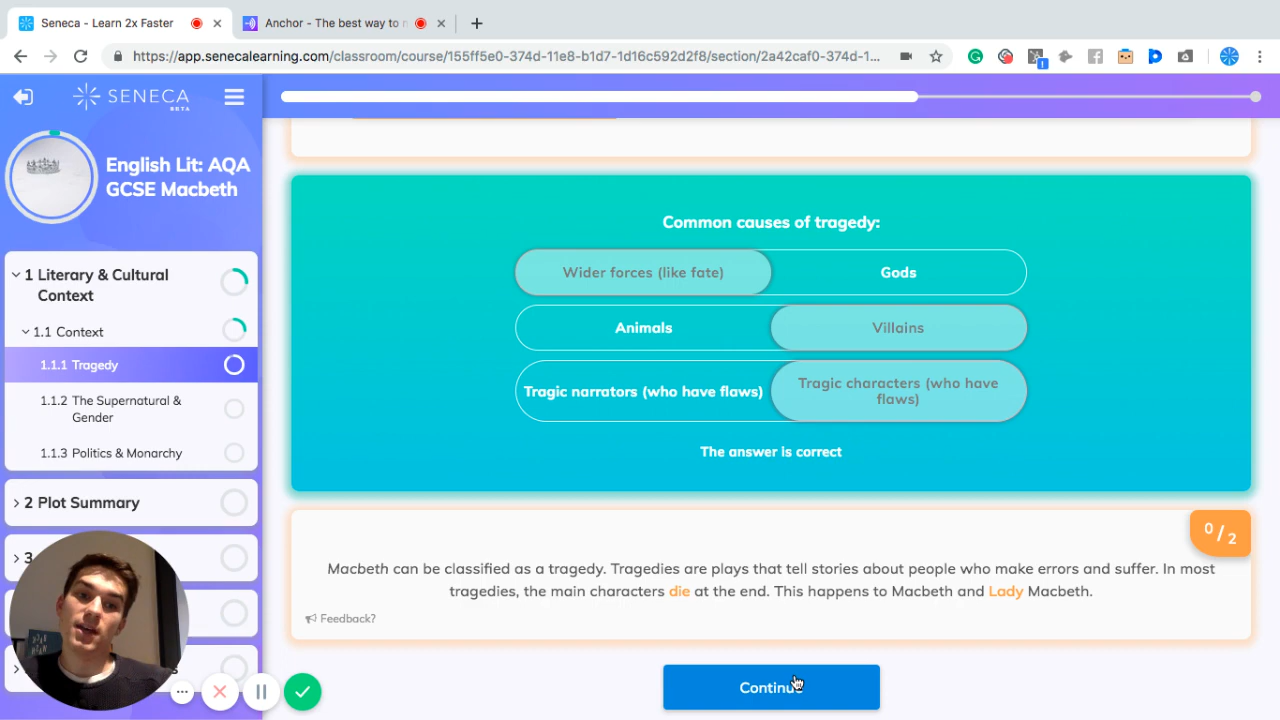 Seneca - Learn 2x Faster
Anchor - The best way to
https://app.senecalearning.com/classroom/course/155ff5e0-374d-11e8-b1d7-1d16c592d2f8/section/2a42caf0-374d-1...
SENECA
BETA
English Lit: AQA
GCSE Macbeth
1 Literary & Cultural
Context
1.1 Context
1.1.1 Tragedy
1.1.2 The Supernatural &
Gender
1.1.3 Politics & Monarchy
2 Plot Summary
3
Common causes of tragedy:
Wider forces (like fate) Gods
Animals Villains
Tragic narrators (who have flaws) Tragic characters (who have
flaws)
The answer is correct
0/2
Macbeth can be classified as a tragedy. Tragedies are plays that tell stories about people who make errors and suffer. In most
tragedies, the main characters die at the end. This happens to Macbeth and Lady Macbeth.
Feedback?
Continue